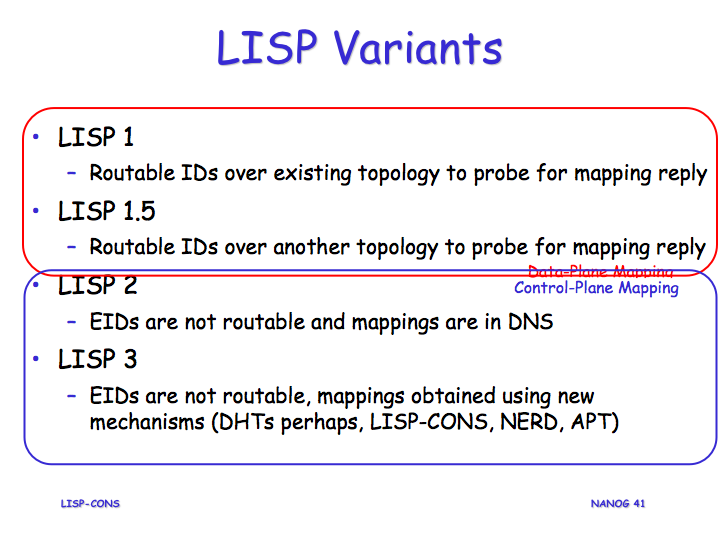 LISP Variants
• LISP 1
– Routable IDs over existing topology to probe for mapping reply
• LISP 1.5
– Routable IDs over another topology to probe for mapping reply
Data-Plane Mapping
• LISP 2
Control-Plane Mapping
– EIDs are not routable and mappings are in DNS
• LISP 3
– EIDs are not routable, mappings obtained using new
mechanisms (DHTs perhaps, LISP-CONS, NERD, APT)
LISP-CONS
NANOG 41